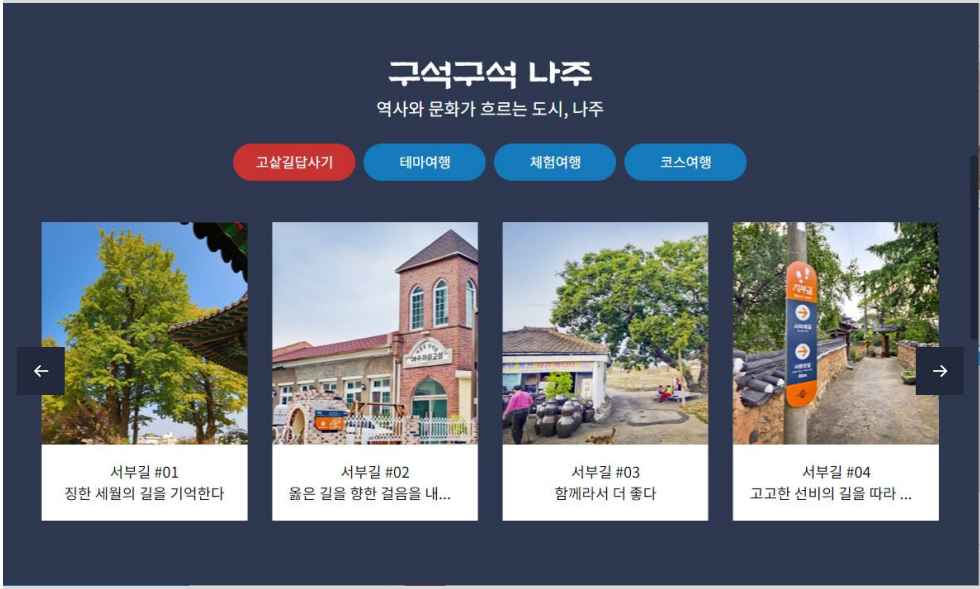 구석구석 나주
역사와 문화가 흐르는 도시, 나주
고샅길답사기
테마여행
체험여행
코스여행
서부길
서부길 #01
징한 세월의 길을 기억한다
서부길 #02
옳은 길을 향한 걸음을 내...
서부길 #03
함께라서 더 좋다
서부길 #04
고고한 선비의 길을 따라 ...